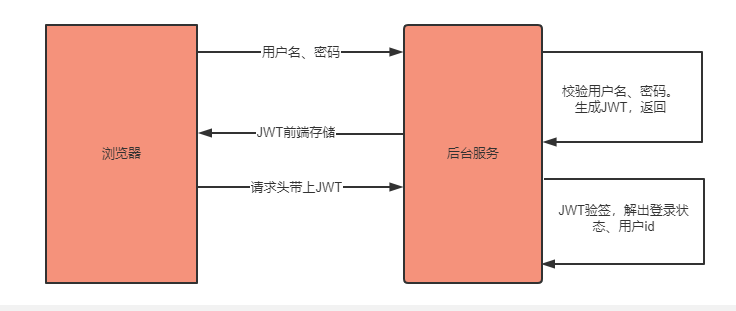 用户名、密码
校验用户名、密码。
生成JWT，返回
JWT前端存储
浏览器
后台服务
请求头带上JWT
JWT验签，解出登录状
态、用户id